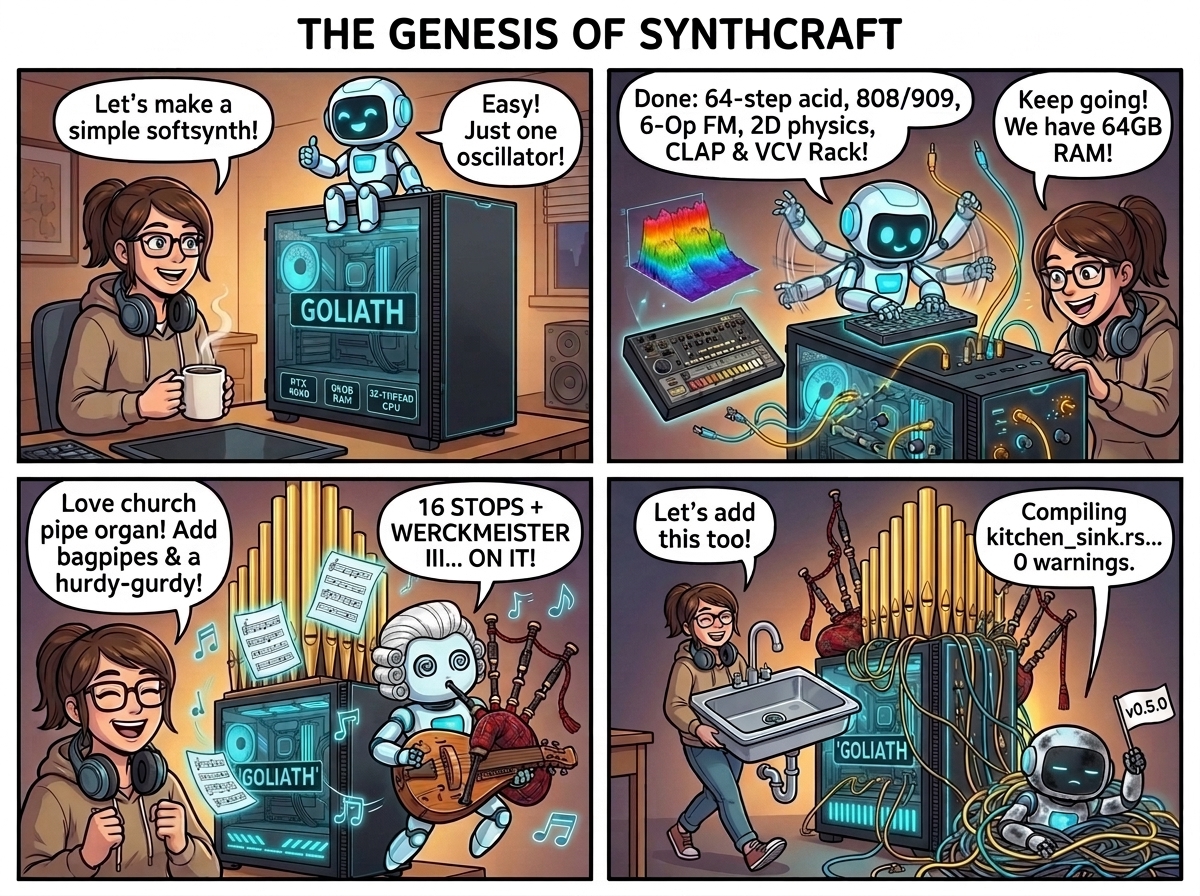 THE GENESIS OF SYNTHCRAFT
Let's make a
simple softsynth!
Easy!
Just one
oscillator!
GOLIATH
RTX
RAM
CPU
Done: 64-step acid, 808/909,
6-Op FM, 2D physics,
CLAP & VCV Rack!
Keep going!
We have 64GB
RAM!
Love church
pipe organ! Add
bagpipes & a
hurdy-gurdy!
16 STOPS +
WERCKMEISTER
III... ON IT!
'GOLIATH'
Let's add
this too!
Compiling
kitchen_sink.rs...
0 warnings.
'GOLIATH
v0.5.0